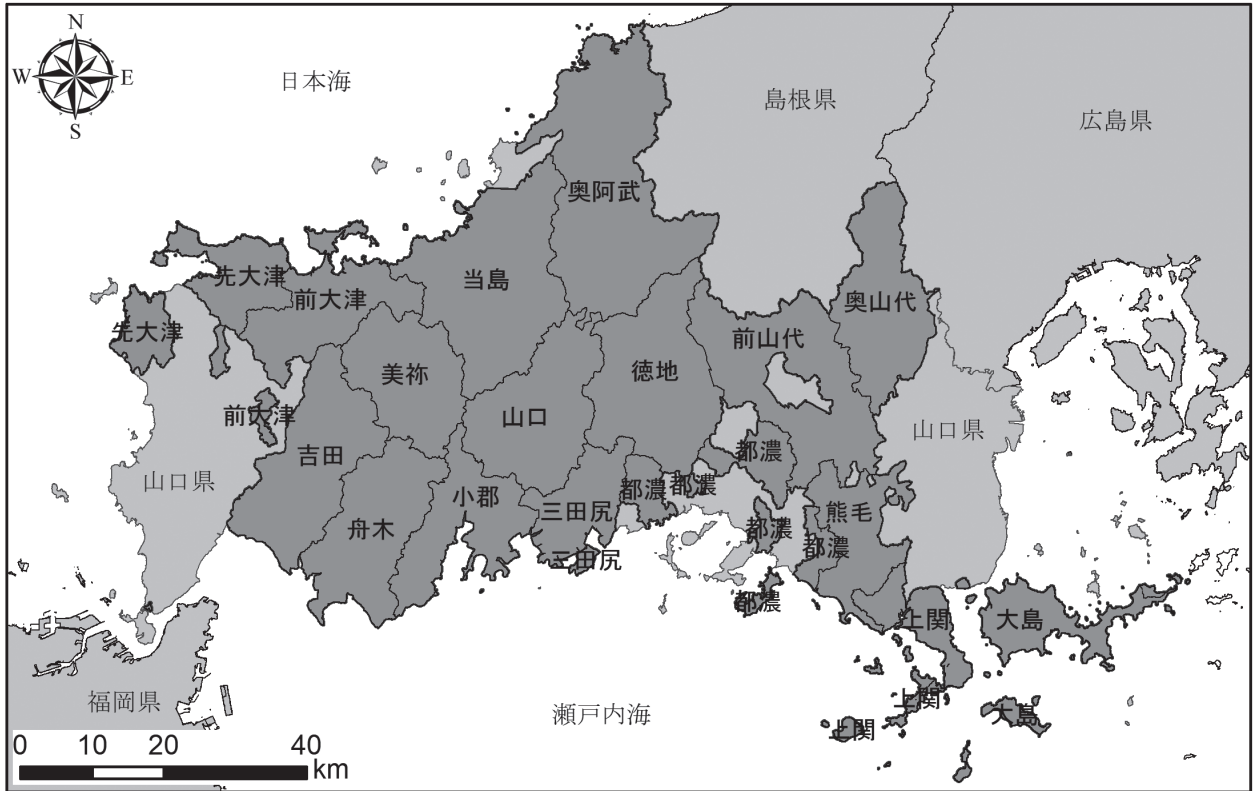 N
W
E
S
日本海
島根県
広島県
奥阿武
先大津
前大津
当島
奥山代
先大津
前山代
美祢
徳地
前大津
山口
山口県
都濃
吉田
山口県
小郡
都濃
都濃
三田尻
熊毛
舟木
都濃
都濃
三田尻
都濃
上関
大島
福岡県
瀬戸内海
上関
大島
上関
0 10 20 40
km